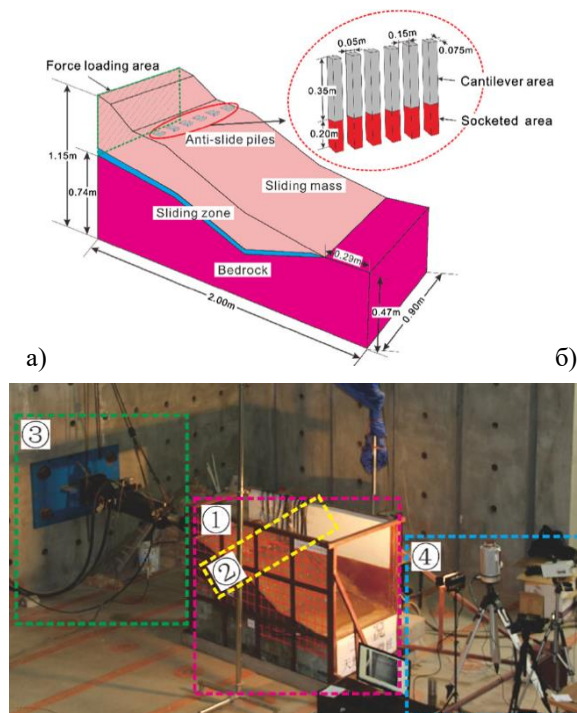 0.15m
0.05m
0.075m
Force loading area
0.35m
Cantilever area
0.20m
Socketed area
Anti-slide piles
1.15m
0.74m
Sliding mass
Sliding zone
0.29m
Bedrock
2.00m
0.47m
0.90m
а)
б)
③
①
②
④